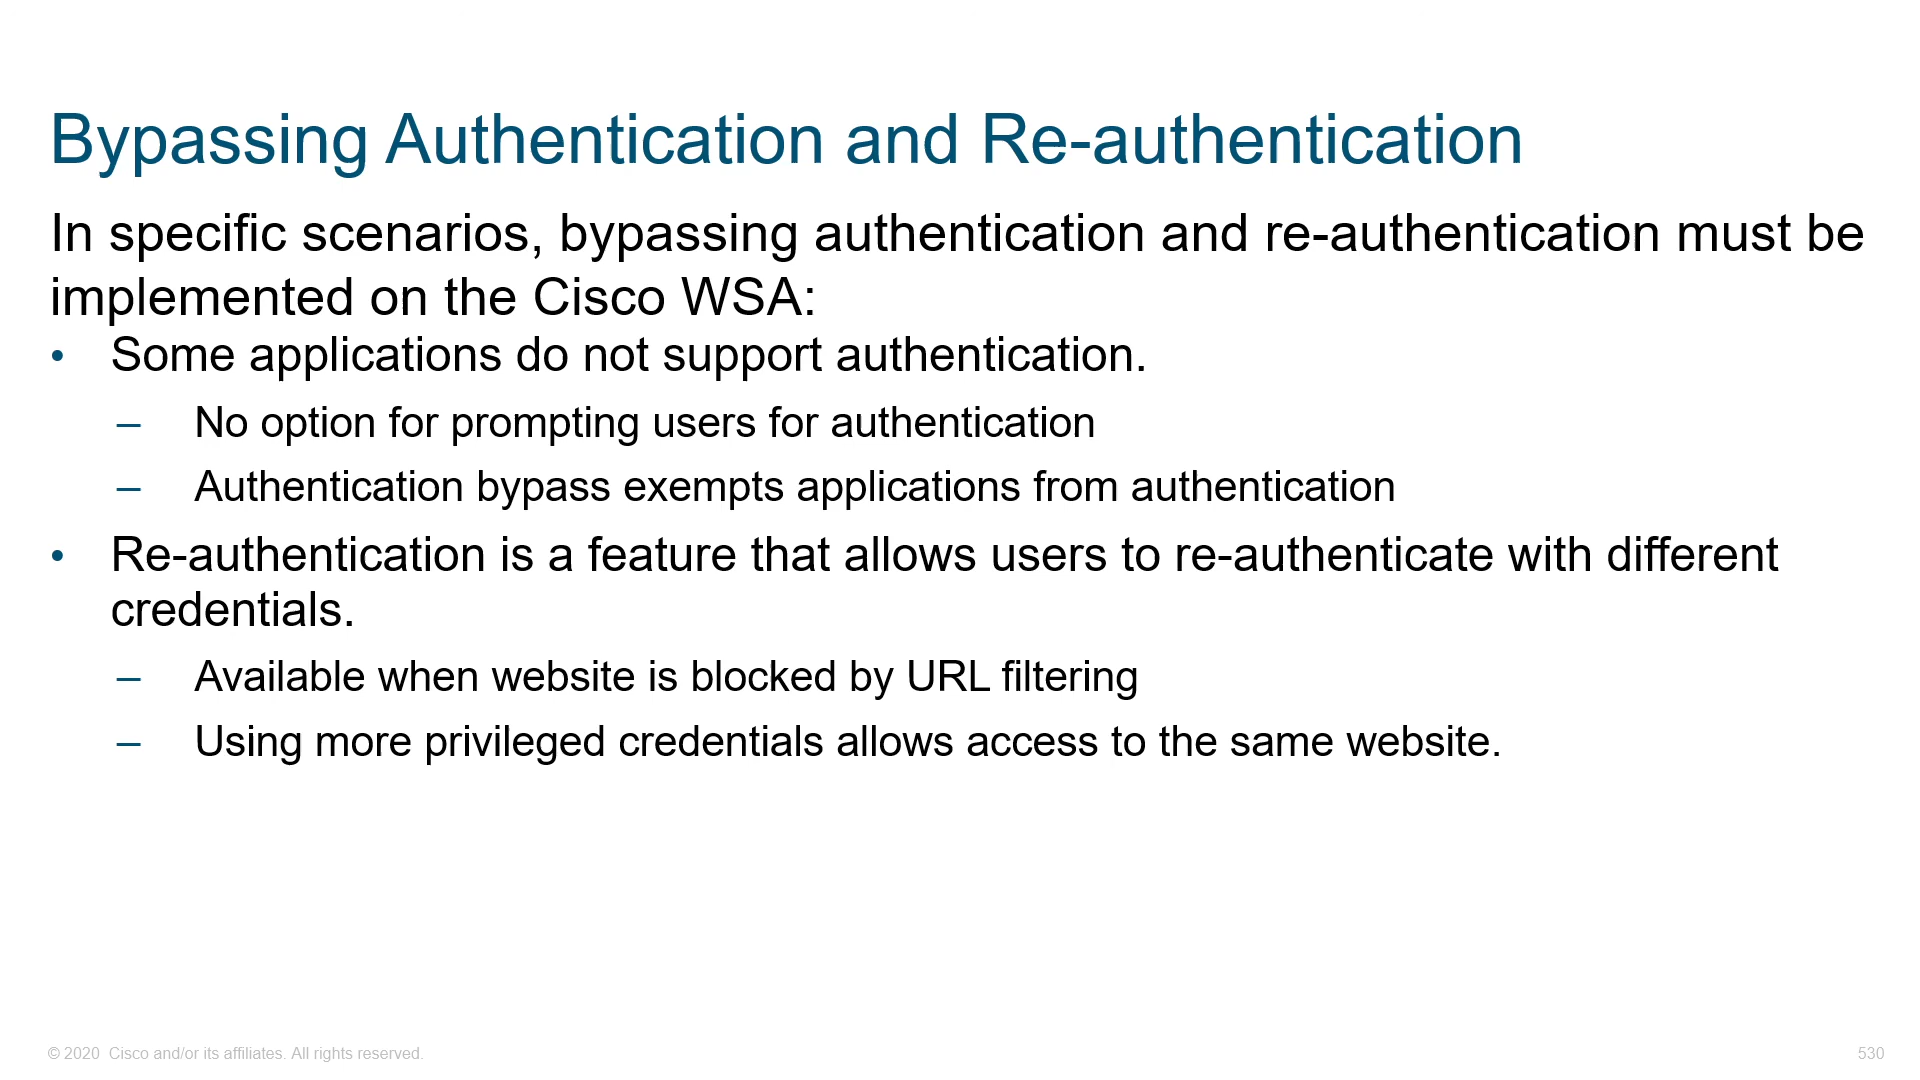 Bypassing Authentication and Re-authentication
In specific scenarios, bypassing authentication and re-authentication must be
implemented on the Cisco WSA:
• Some applications do not support authentication.
– No option for prompting users for authentication
– Authentication bypass exempts applications from authentication
• Re-authentication is a feature that allows users to re-authenticate with different
credentials.
– Available when website is blocked by URL filtering
– Using more privileged credentials allows access to the same website.
© 2020 Cisco and/or its affiliates. All rights reserved.
530